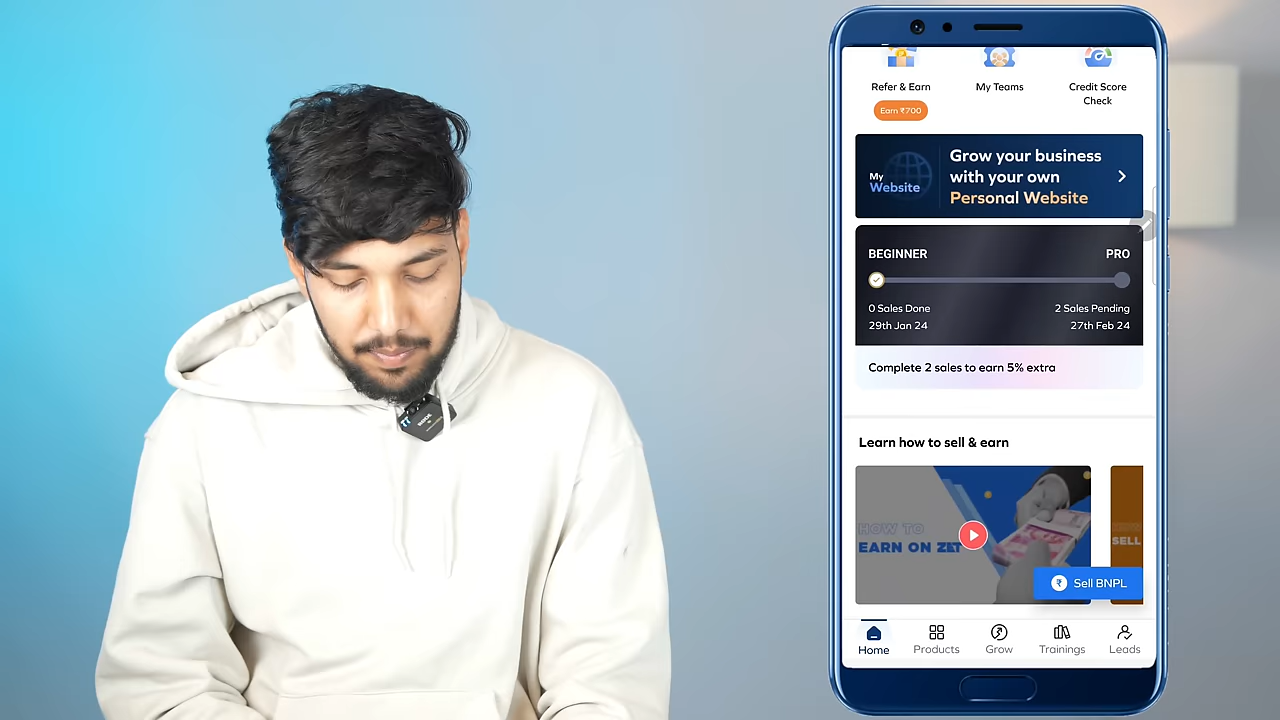 Refer & Earn
My Teams
Credit Score
Check
Earn ₹700
My
Website
Grow your business
with your own
Personal Website
BEGINNER
PRO
0 Sales Done
2 Sales Pending
29th Jan 24
27th Feb 24
Complete 2 sales to earn 5% extra
Learn how to sell & earn
HOW TO
EARN ON ZET
SELL
₹ Sell BNPL
Home
Products
Grow
Trainings
Leads